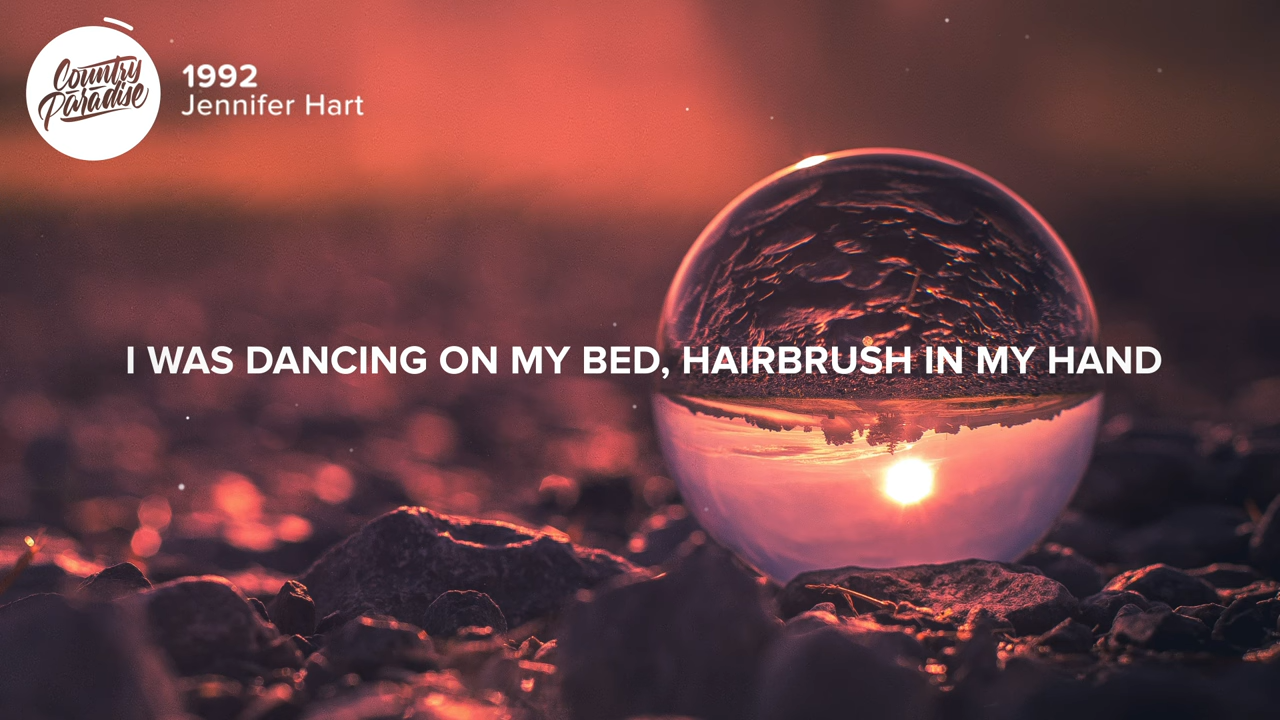 Country
Paradise
1992
Jennifer Hart
I WAS DANCING ON MY BED, HAIRBRUSH IN MY HAND